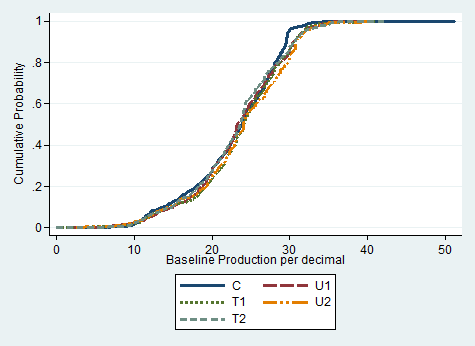 1
.8
.6
.4
.2
0
Cumulative Probability
0 10 20 30 40 50
Baseline Production per decimal
C U1
T1 U2
T2